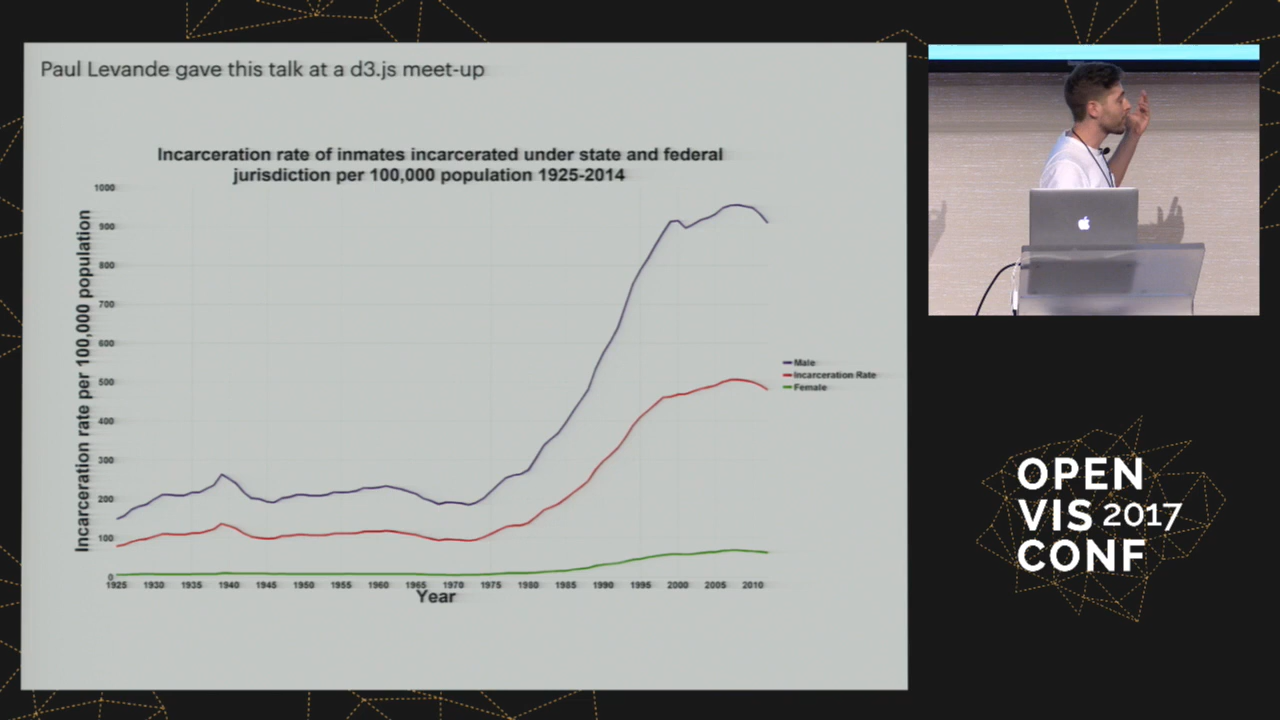 Paul Levande gave this talk at a d3.js meet-up
Incarceration rate of inmates incarcerated under state and federal
jurisdiction per 100,000 population 1925-2014
Incarceration rate per 100,000 population
1000
900
800
700
600
500
400
300
200
100
0
1925 1930 1935 1940 1945 1950 1955 1960 1965 1970 1975 1980 1985 1990 1995 2000 2005 2010
Year
Male
Incarceration Rate
Female
OPEN
VIS 2017
CONF